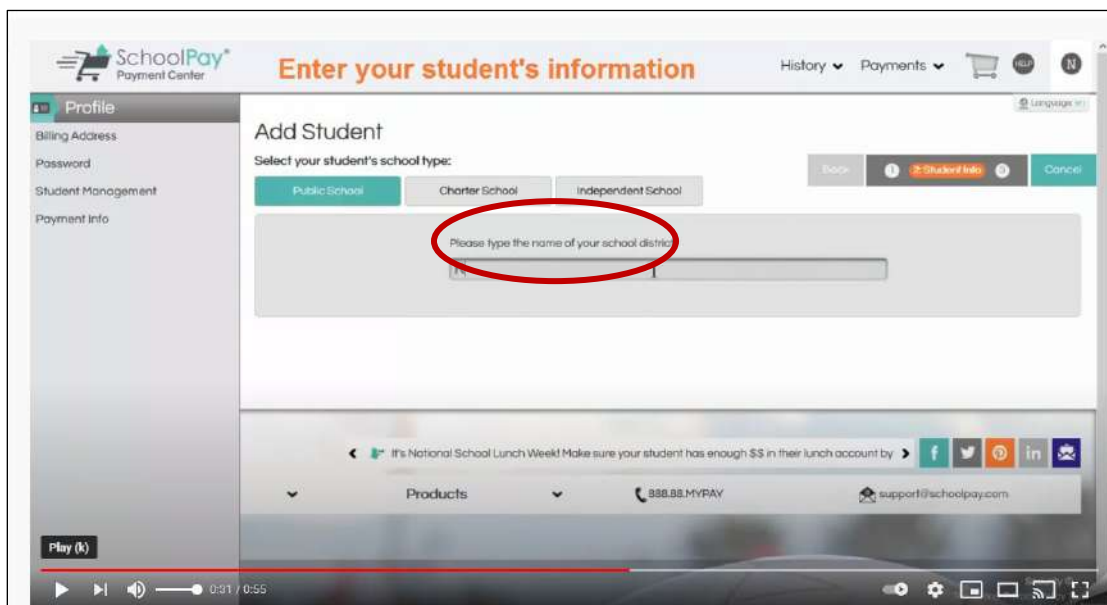 SchoolPay®
Payment Center
Enter your student's information
History
Payments
HELP
N
Profile
Language
Billing Address
Password
Student Management
Payment Info
Add Student
Select your student's school type:
Back
1
2: Student Info
3
Cancel
Public School
Charter School
Independent School
Please type the name of your school district
It's National School Lunch Week! Make sure your student has enough $$ in their lunch account by
f
in
Products
888.88.MYPAY
support@schoolpay.com
Play (k)
0:31 / 0:55